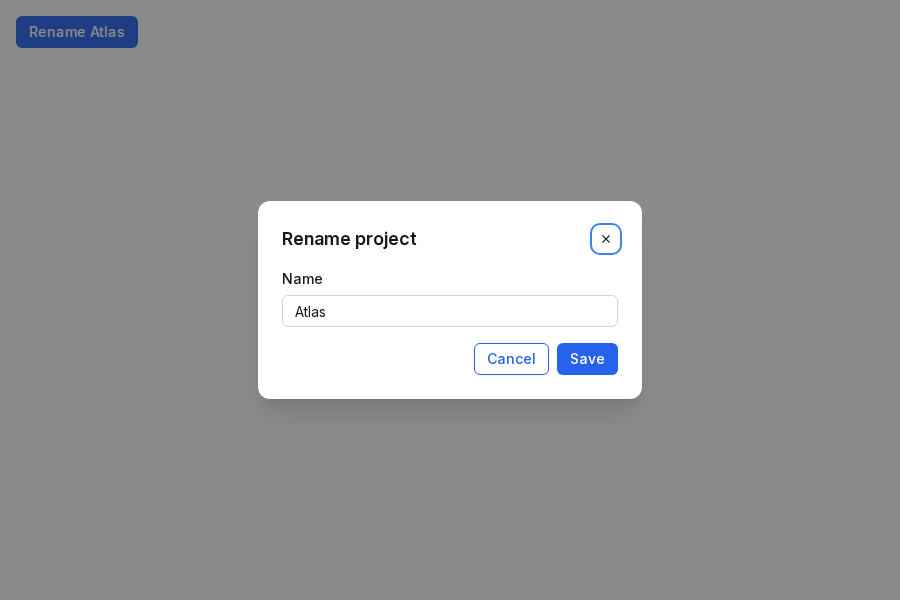 Rename Atlas
Rename project
Name
Atlas
Cancel
Save